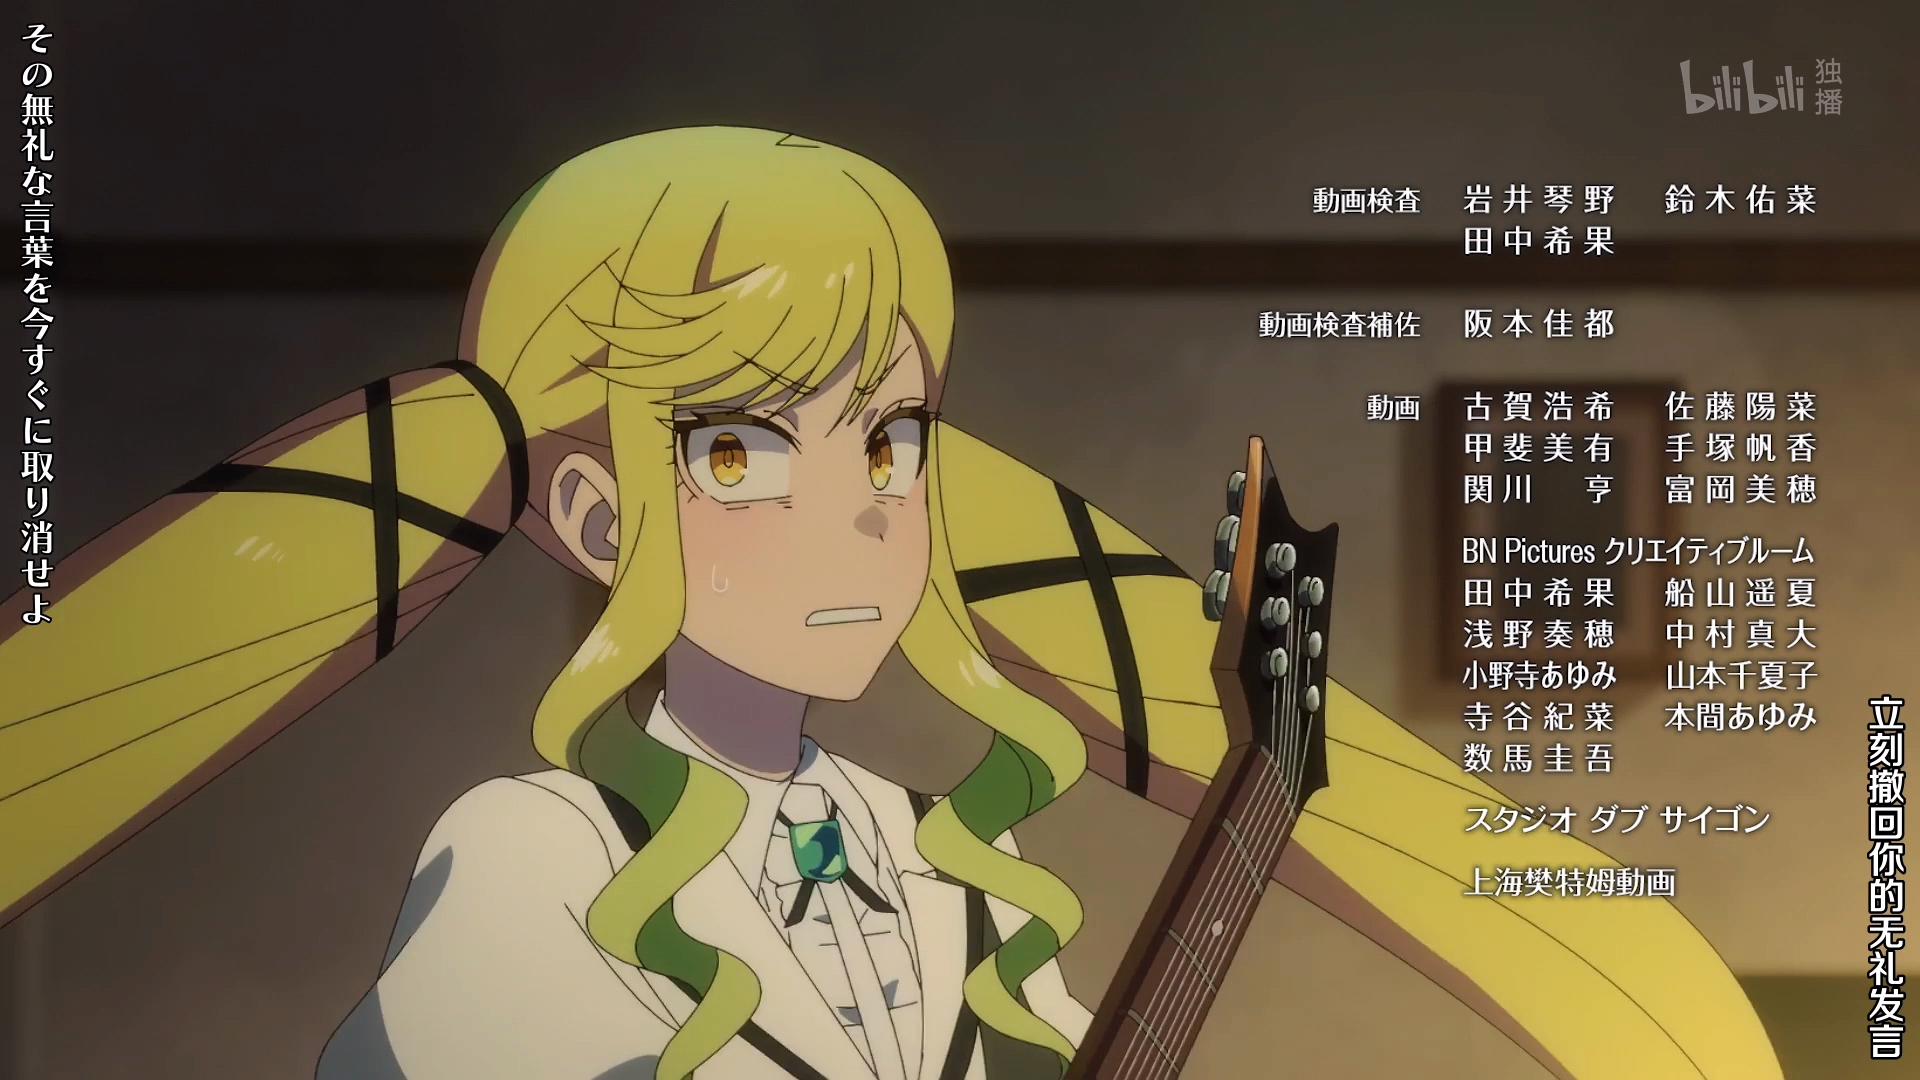 その無礼な言葉を今すぐに取り消せよ
bilibili 独播
動画検査 岩井琴野 鈴木佑菜
田中希果
動画検査補佐 阪本佳都
動画 古賀浩希 佐藤陽菜
甲斐美有 手塚帆香
関川 亨 富岡美穂
BN Pictures クリエイティブルーム
田中希果 船山遥夏
浅野奏穂 中村真大
小野寺あゆみ 山本千夏子
寺谷紀菜 本間あゆみ
数馬圭吾
スタジオ ダブ サイゴン
上海樊特姆動画
立刻撤回你的无礼发言